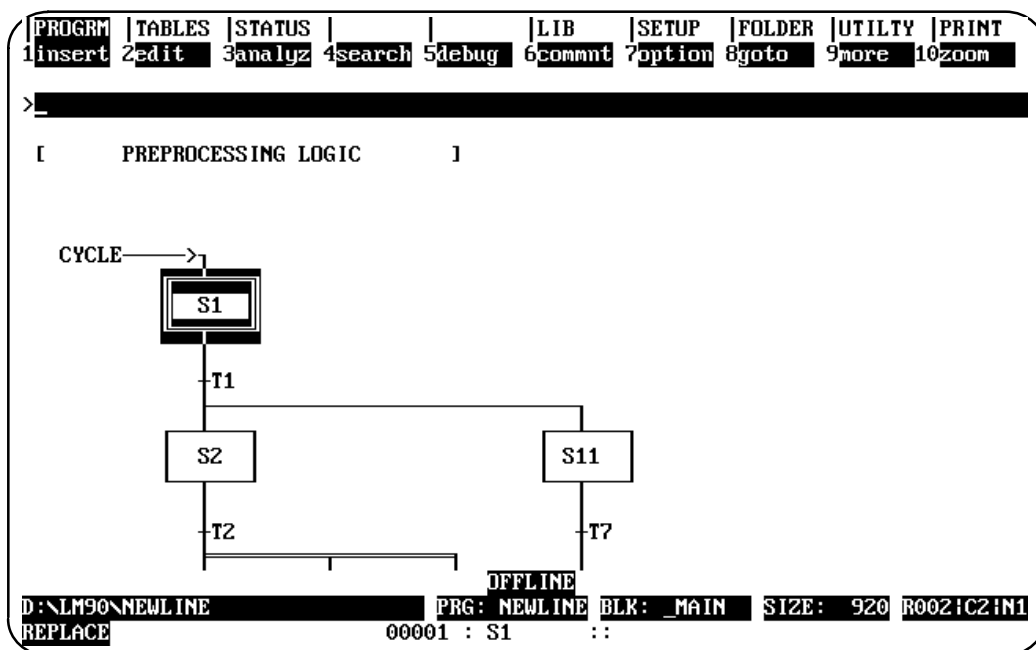 PROGRM |TABLES |STATUS | | |LIB |SETUP |FOLDER |UTILTY |PRINT
1insert 2edit 3analyz 4search 5debug 6commnt 7option 8goto 9more 10zoom
>_
[ PREPROCESSING LOGIC ]
CYCLE
S1
T1
S2 S11
T2 T7
OFFLINE
D:\LM90\NEWLINE PRG: NEWLINE BLK: _MAIN SIZE: 920 R002|C2|N1
REPLACE 00001 : S1 ::